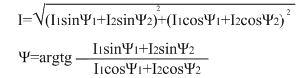 I=√(I₁sinΨ₁+I₂sinΨ₂)²+(I₁cosΨ₁+I₂cosΨ₂)²
Ψ=argtg I₁sinΨ₁+I₂sinΨ₂
I₁cosΨ₁+I₂cosΨ₂